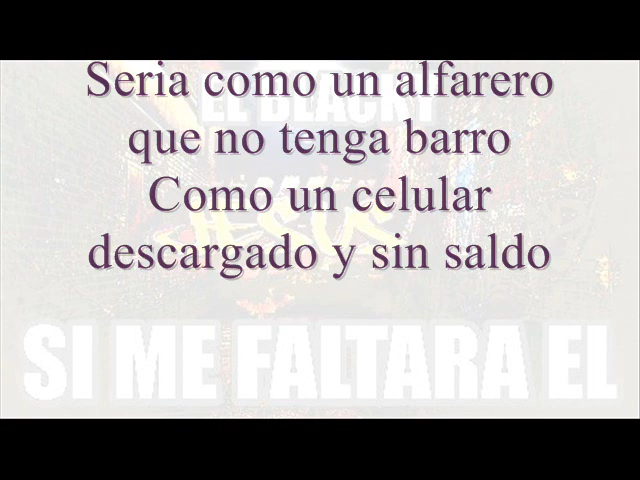 Seria como un alfarero
EL BLACKY
que no tenga barro
Como un celular
descargado y sin saldo
SI ME FALTARA EL